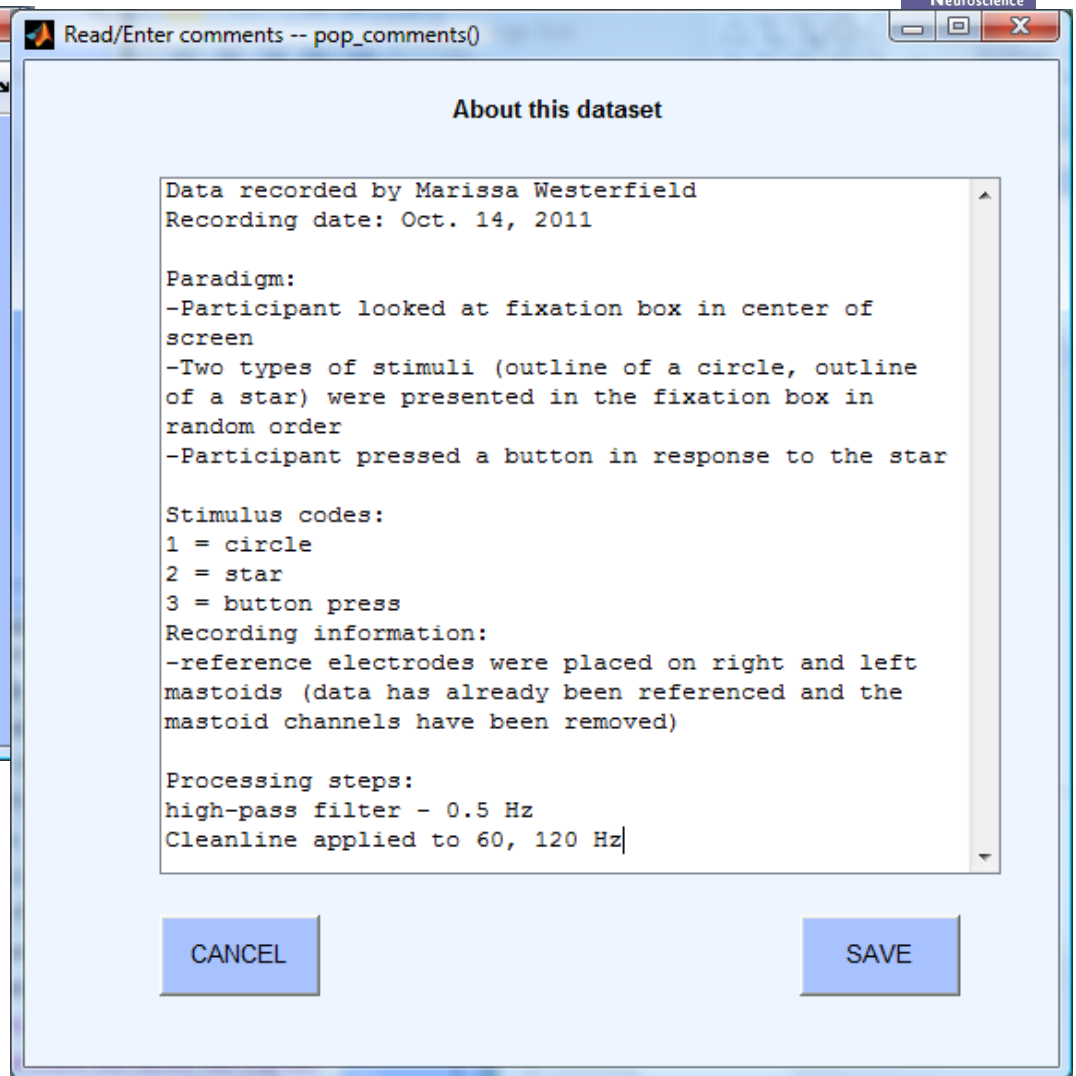 Neuroscience
Read/Enter comments -- pop_comments()
About this dataset
Data recorded by Marissa Westerfield
Recording date: Oct. 14, 2011
Paradigm:
-Participant looked at fixation box in center of
screen
-Two types of stimuli (outline of a circle, outline
of a star) were presented in the fixation box in
random order
-Participant pressed a button in response to the star
Stimulus codes:
1 = circle
2 = star
3 = button press
Recording information:
-reference electrodes were placed on right and left
mastoids (data has already been referenced and the
mastoid channels have been removed)
Processing steps:
high-pass filter - 0.5 Hz
Cleanline applied to 60, 120 Hz
CANCEL
SAVE